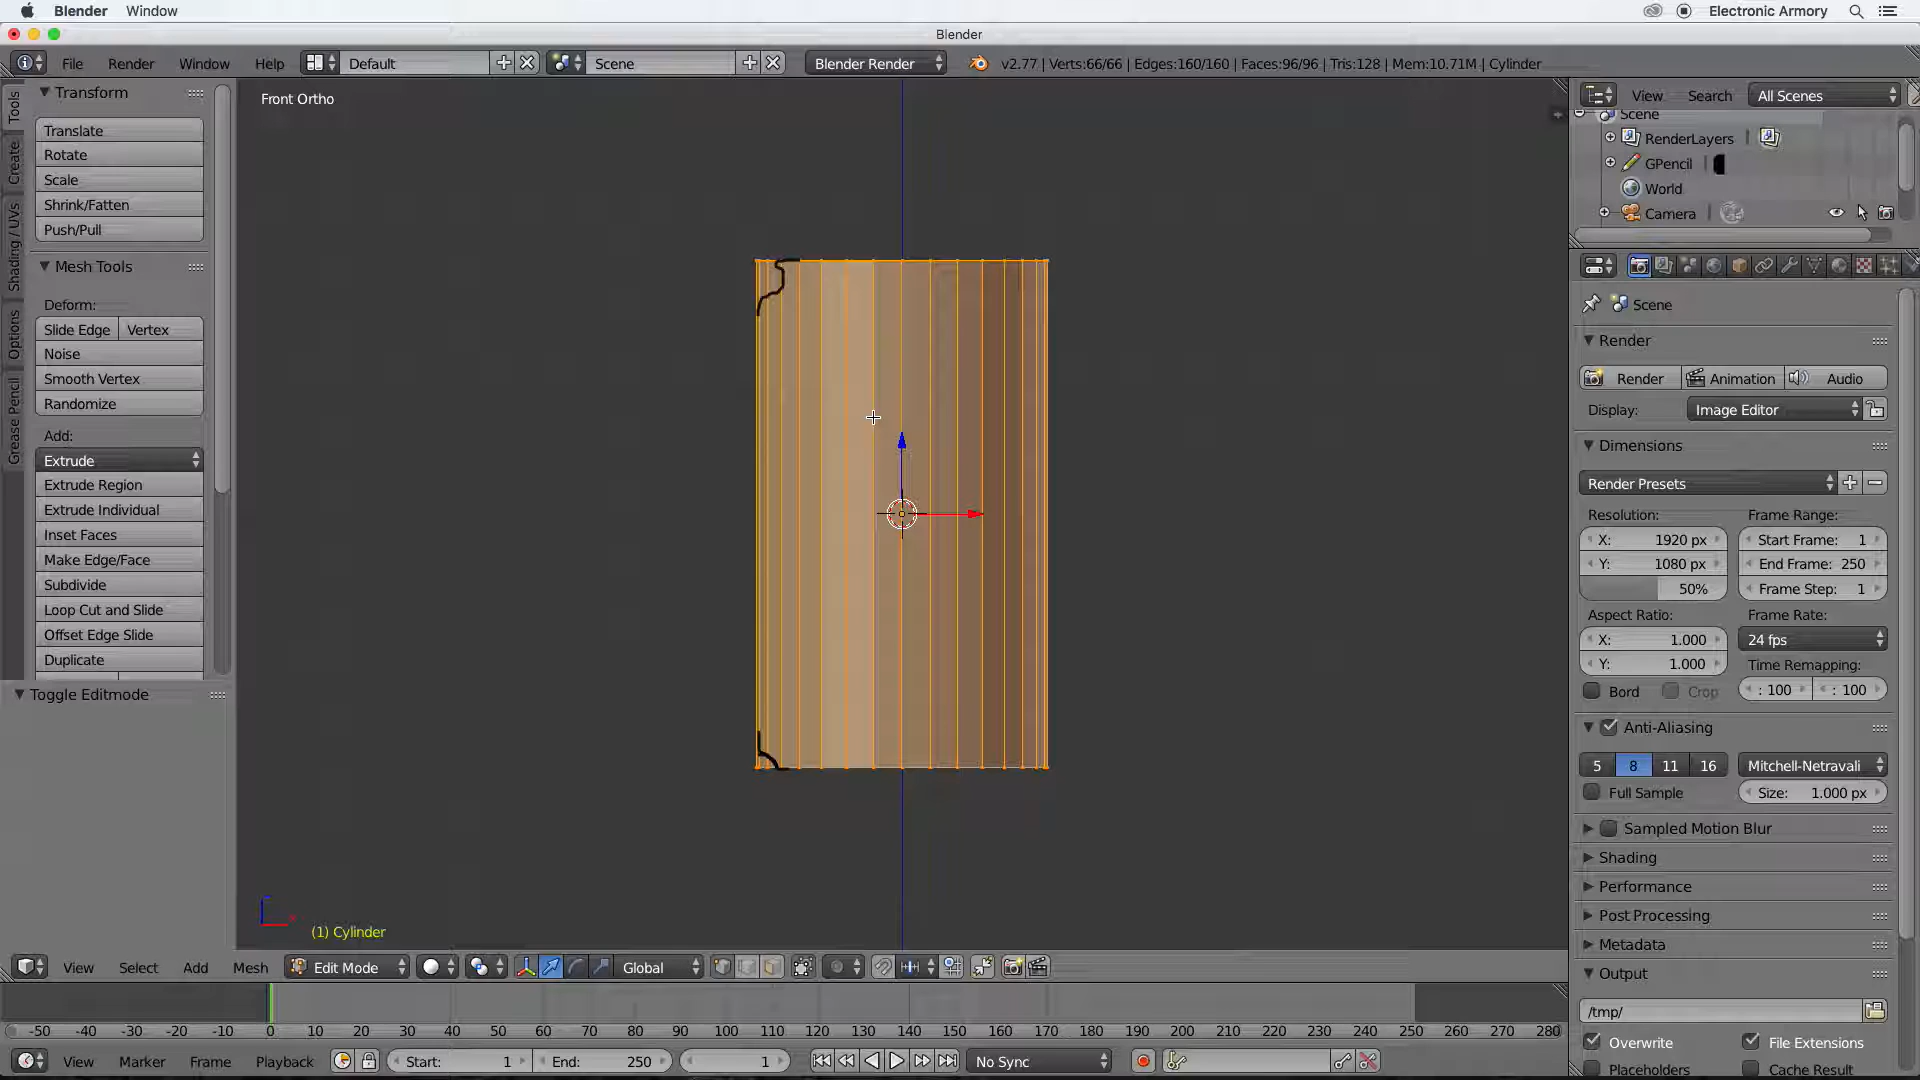 Blender Window Electronic Armory
Blender
File Render Window Help Default Scene Blender Render v2.77 | Verts:66/66 | Edges:160/160 | Faces:96/96 | Tris:128 | Mem:10.71M | Cylinder
Tools
Create
Shading / UVs
Options
Grease Pencil
Transform
Translate
Rotate
Scale
Shrink/Fatten
Push/Pull
Mesh Tools
Deform:
Slide Edge Vertex
Noise
Smooth Vertex
Randomize
Add:
Extrude
Extrude Region
Extrude Individual
Inset Faces
Make Edge/Face
Subdivide
Loop Cut and Slide
Offset Edge Slide
Duplicate
Toggle Editmode
Front Ortho
(1) Cylinder
View Select Add Mesh Edit Mode Global
-50 -40 -30 -20 -10 0 10 20 30 40 50 60 70 80 90 100 110 120 130 140 150 160 170 180 190 200 210 220 230 240 250 260 270 280
View Marker Frame Playback Start: 1 End: 250 1 No Sync
View Search All Scenes
Scene
RenderLayers
GPencil
World
Camera
Scene
Render
Render Animation Audio
Display: Image Editor
Dimensions
Render Presets
Resolution: Frame Range:
X: 1920 px Start Frame: 1
Y: 1080 px End Frame: 250
50% Frame Step: 1
Aspect Ratio: Frame Rate:
X: 1.000 24 fps
Y: 1.000 Time Remapping:
Bord Crop : 100 : 100
Anti-Aliasing
5 8 11 16 Mitchell-Netravali
Full Sample Size: 1.000 px
Sampled Motion Blur
Shading
Performance
Post Processing
Metadata
Output
/tmp/
Overwrite File Extensions
Placeholders Cache Result